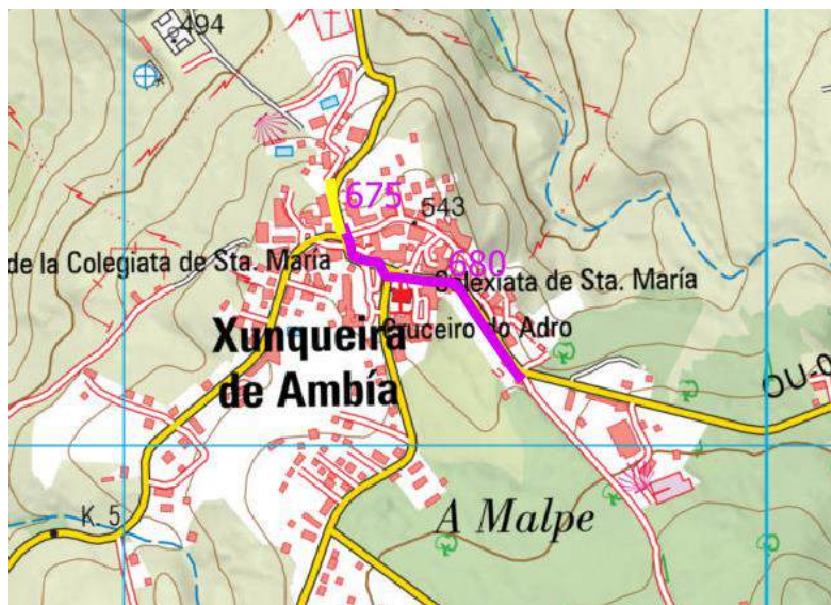 494
675
543
de la Colegiata de Sta. María
680
Colexiata de Sta. María
Cruceiro do Adro
Xunqueira
de Ambía
OU-0
K. 5
A Malpe